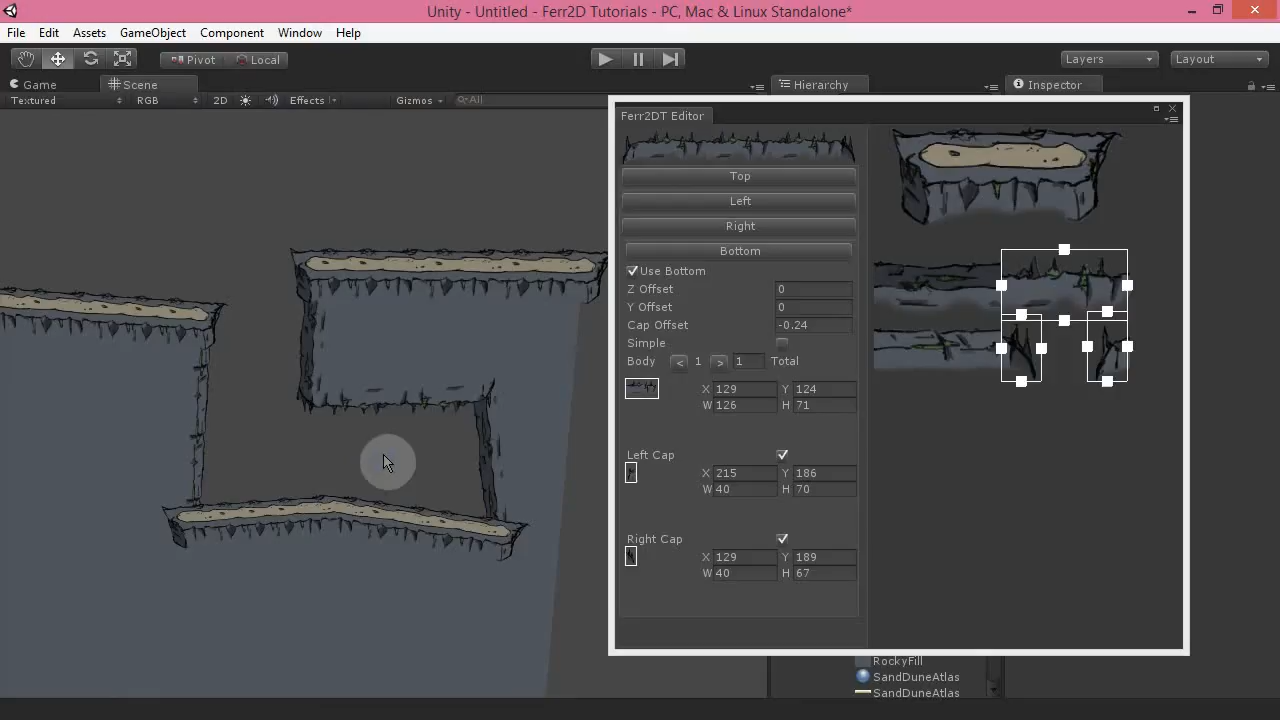 Unity - Untitled - Ferr2D Tutorials - PC, Mac & Linux Standalone*
File Edit Assets GameObject Component Window Help
Pivot Local Layers Layout
Game Scene Hierarchy Inspector
Textured RGB 2D Effects Gizmos All
Ferr2DT Editor
Top
Left
Right
Bottom
Use Bottom
Z Offset 0
Y Offset 0
Cap Offset -0.24
Simple
Body < 1 > 1 Total
X 129 Y 124
W 126 H 71
Left Cap
X 215 Y 186
W 40 H 70
Right Cap
X 129 Y 189
W 40 H 67
RockyFill
SandDuneAtlas
SandDuneAtlas